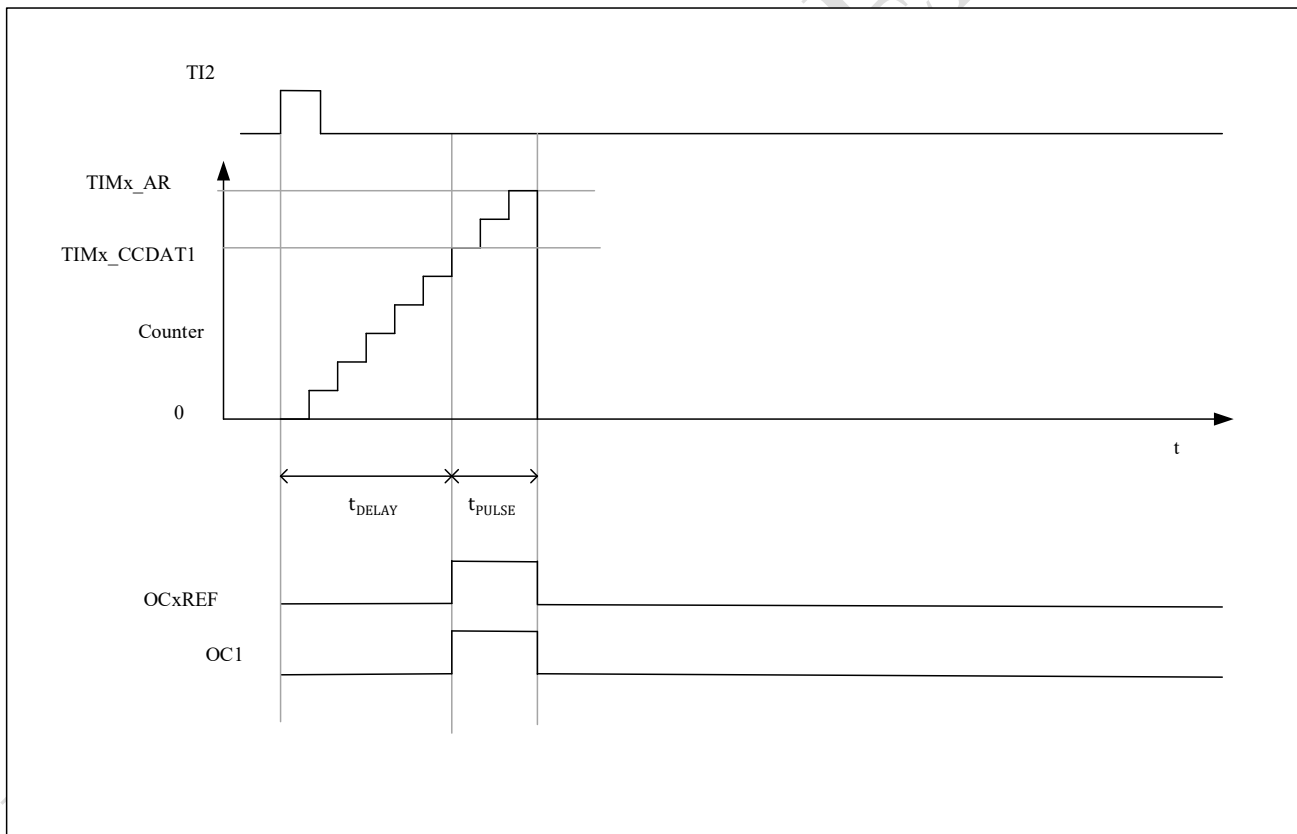 TI2
TIMx_AR
TIMx_CCDAT1
Counter
0
t
tDELAY
tPULSE
OCxREF
OC1